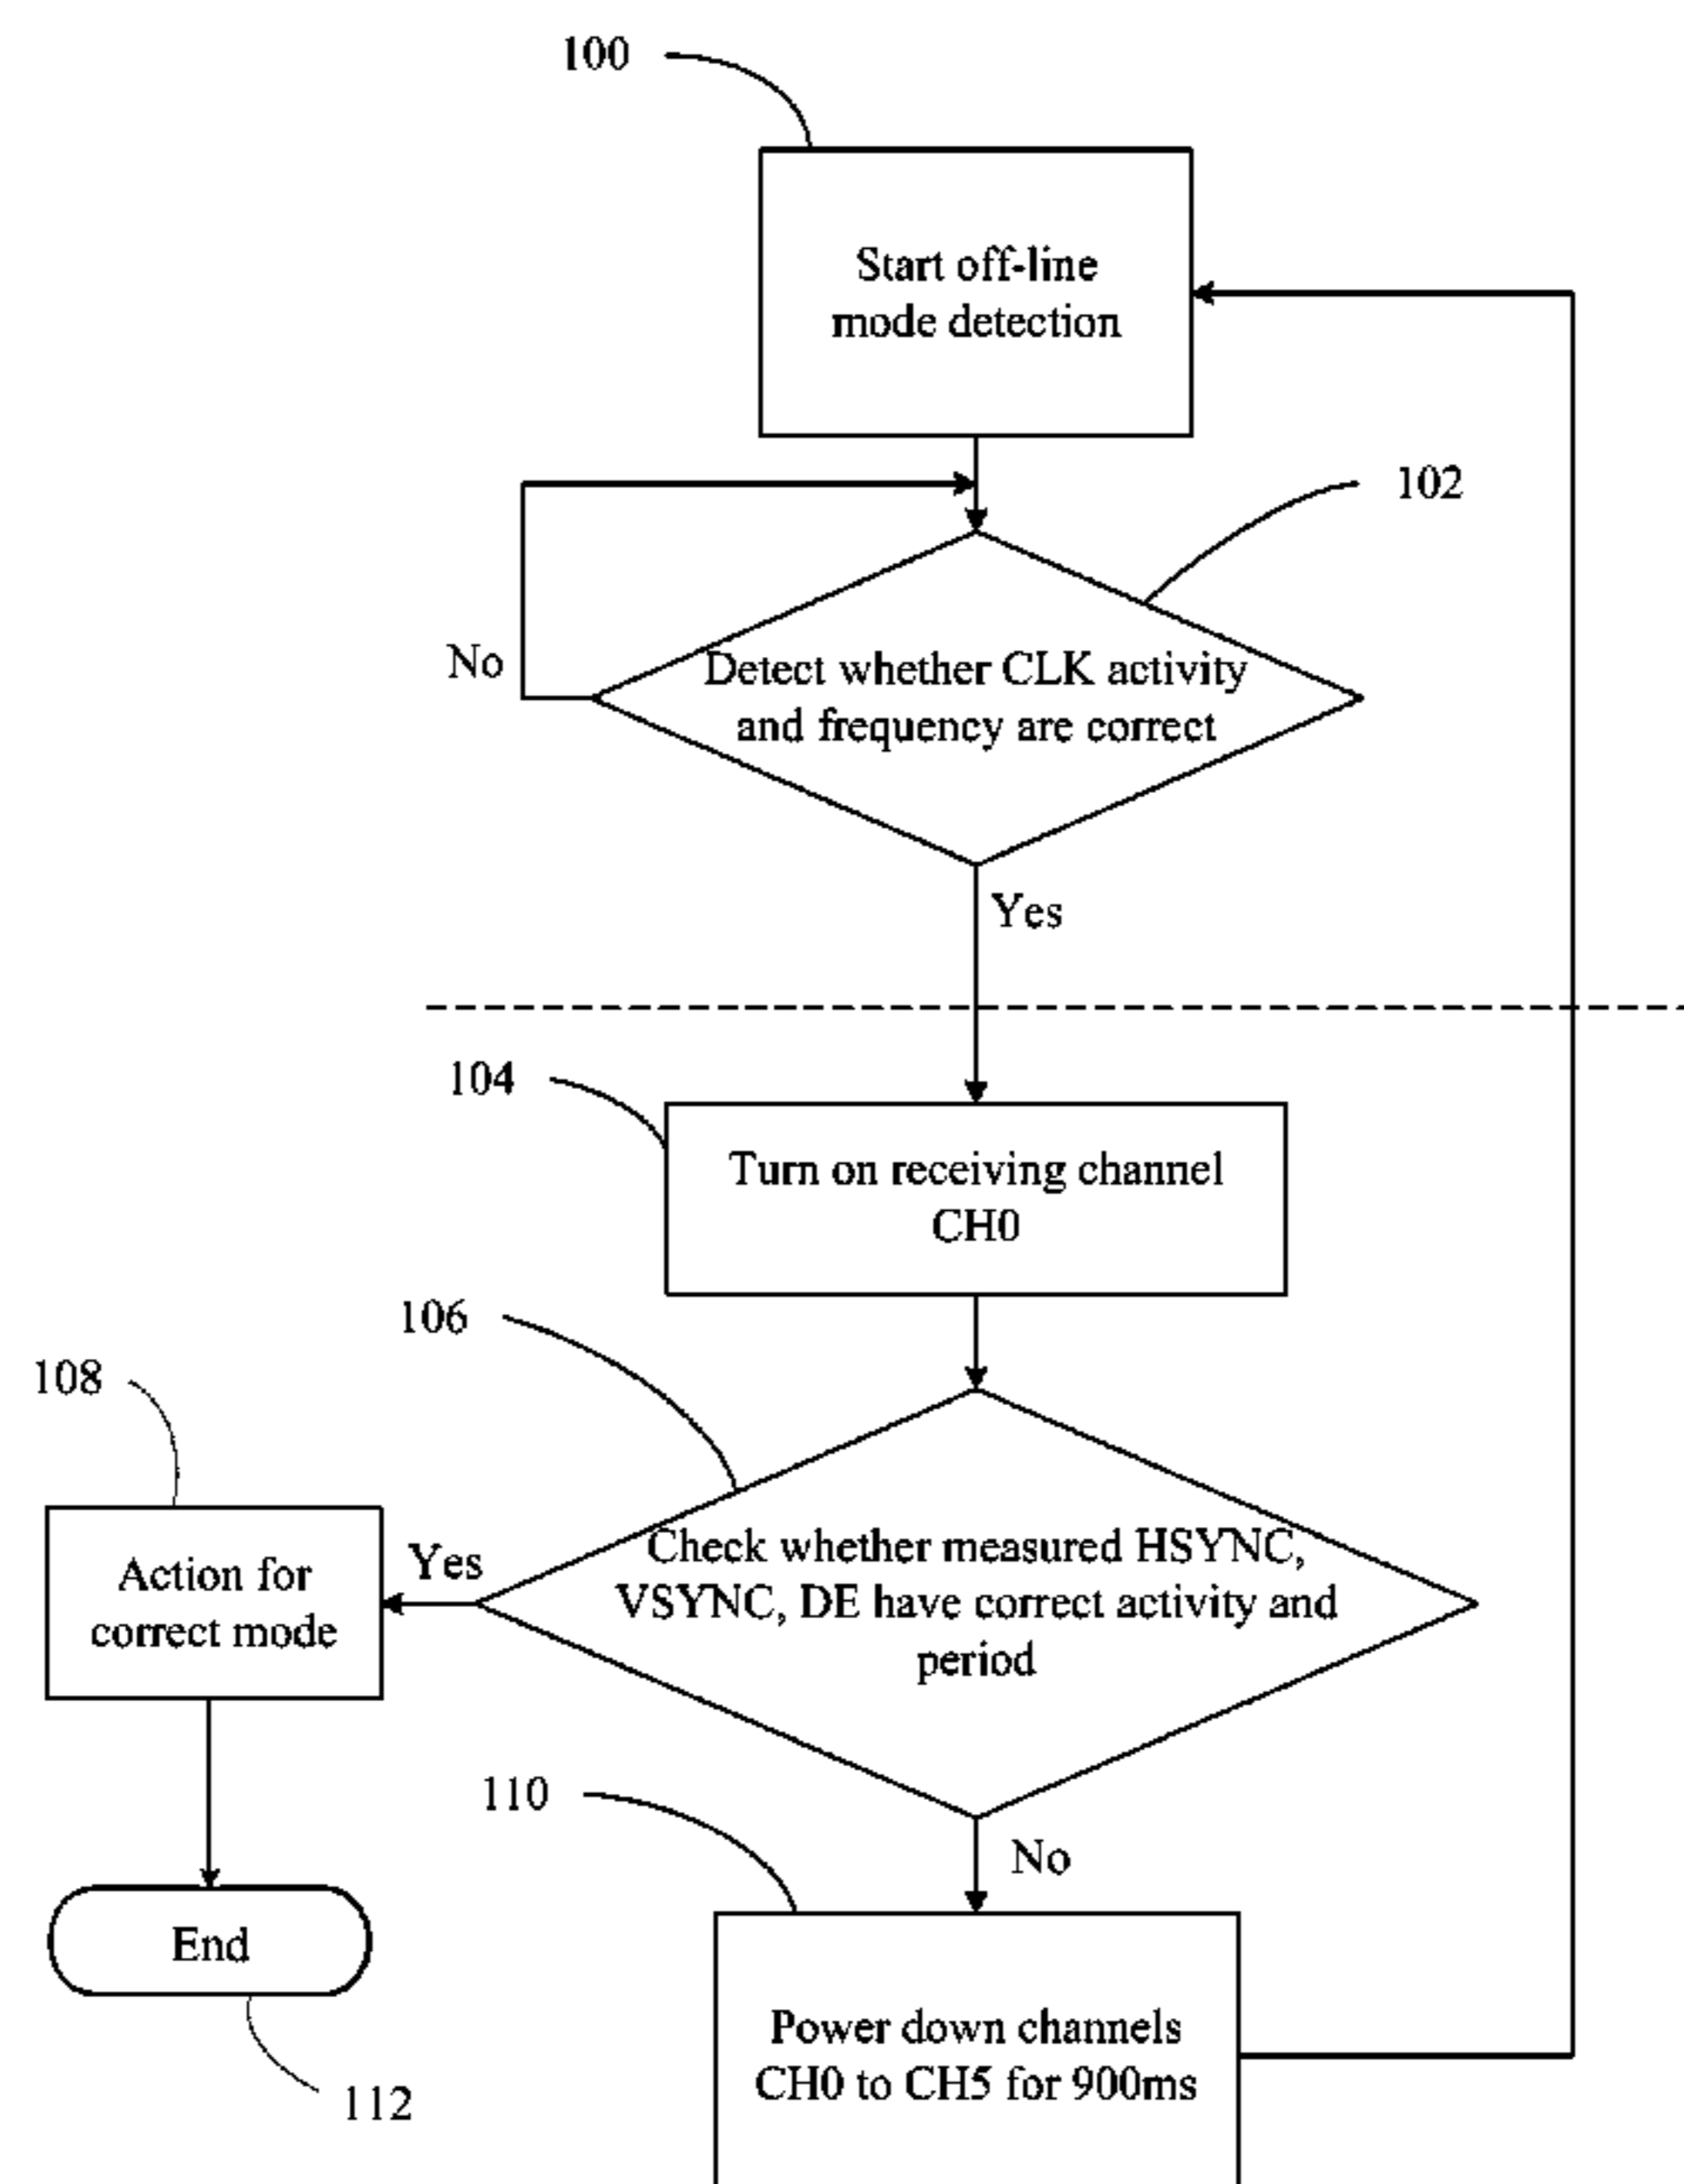 100
Start off-line
mode detection
102
No
Detect whether CLK activity
and frequency are correct
Yes
104
Turn on receiving channel
CH0
106
108
Action for
correct mode
Yes
Check whether measured HSYNC,
VSYNC, DE have correct activity and
period
110
No
End
Power down channels
CH0 to CH5 for 900ms
112